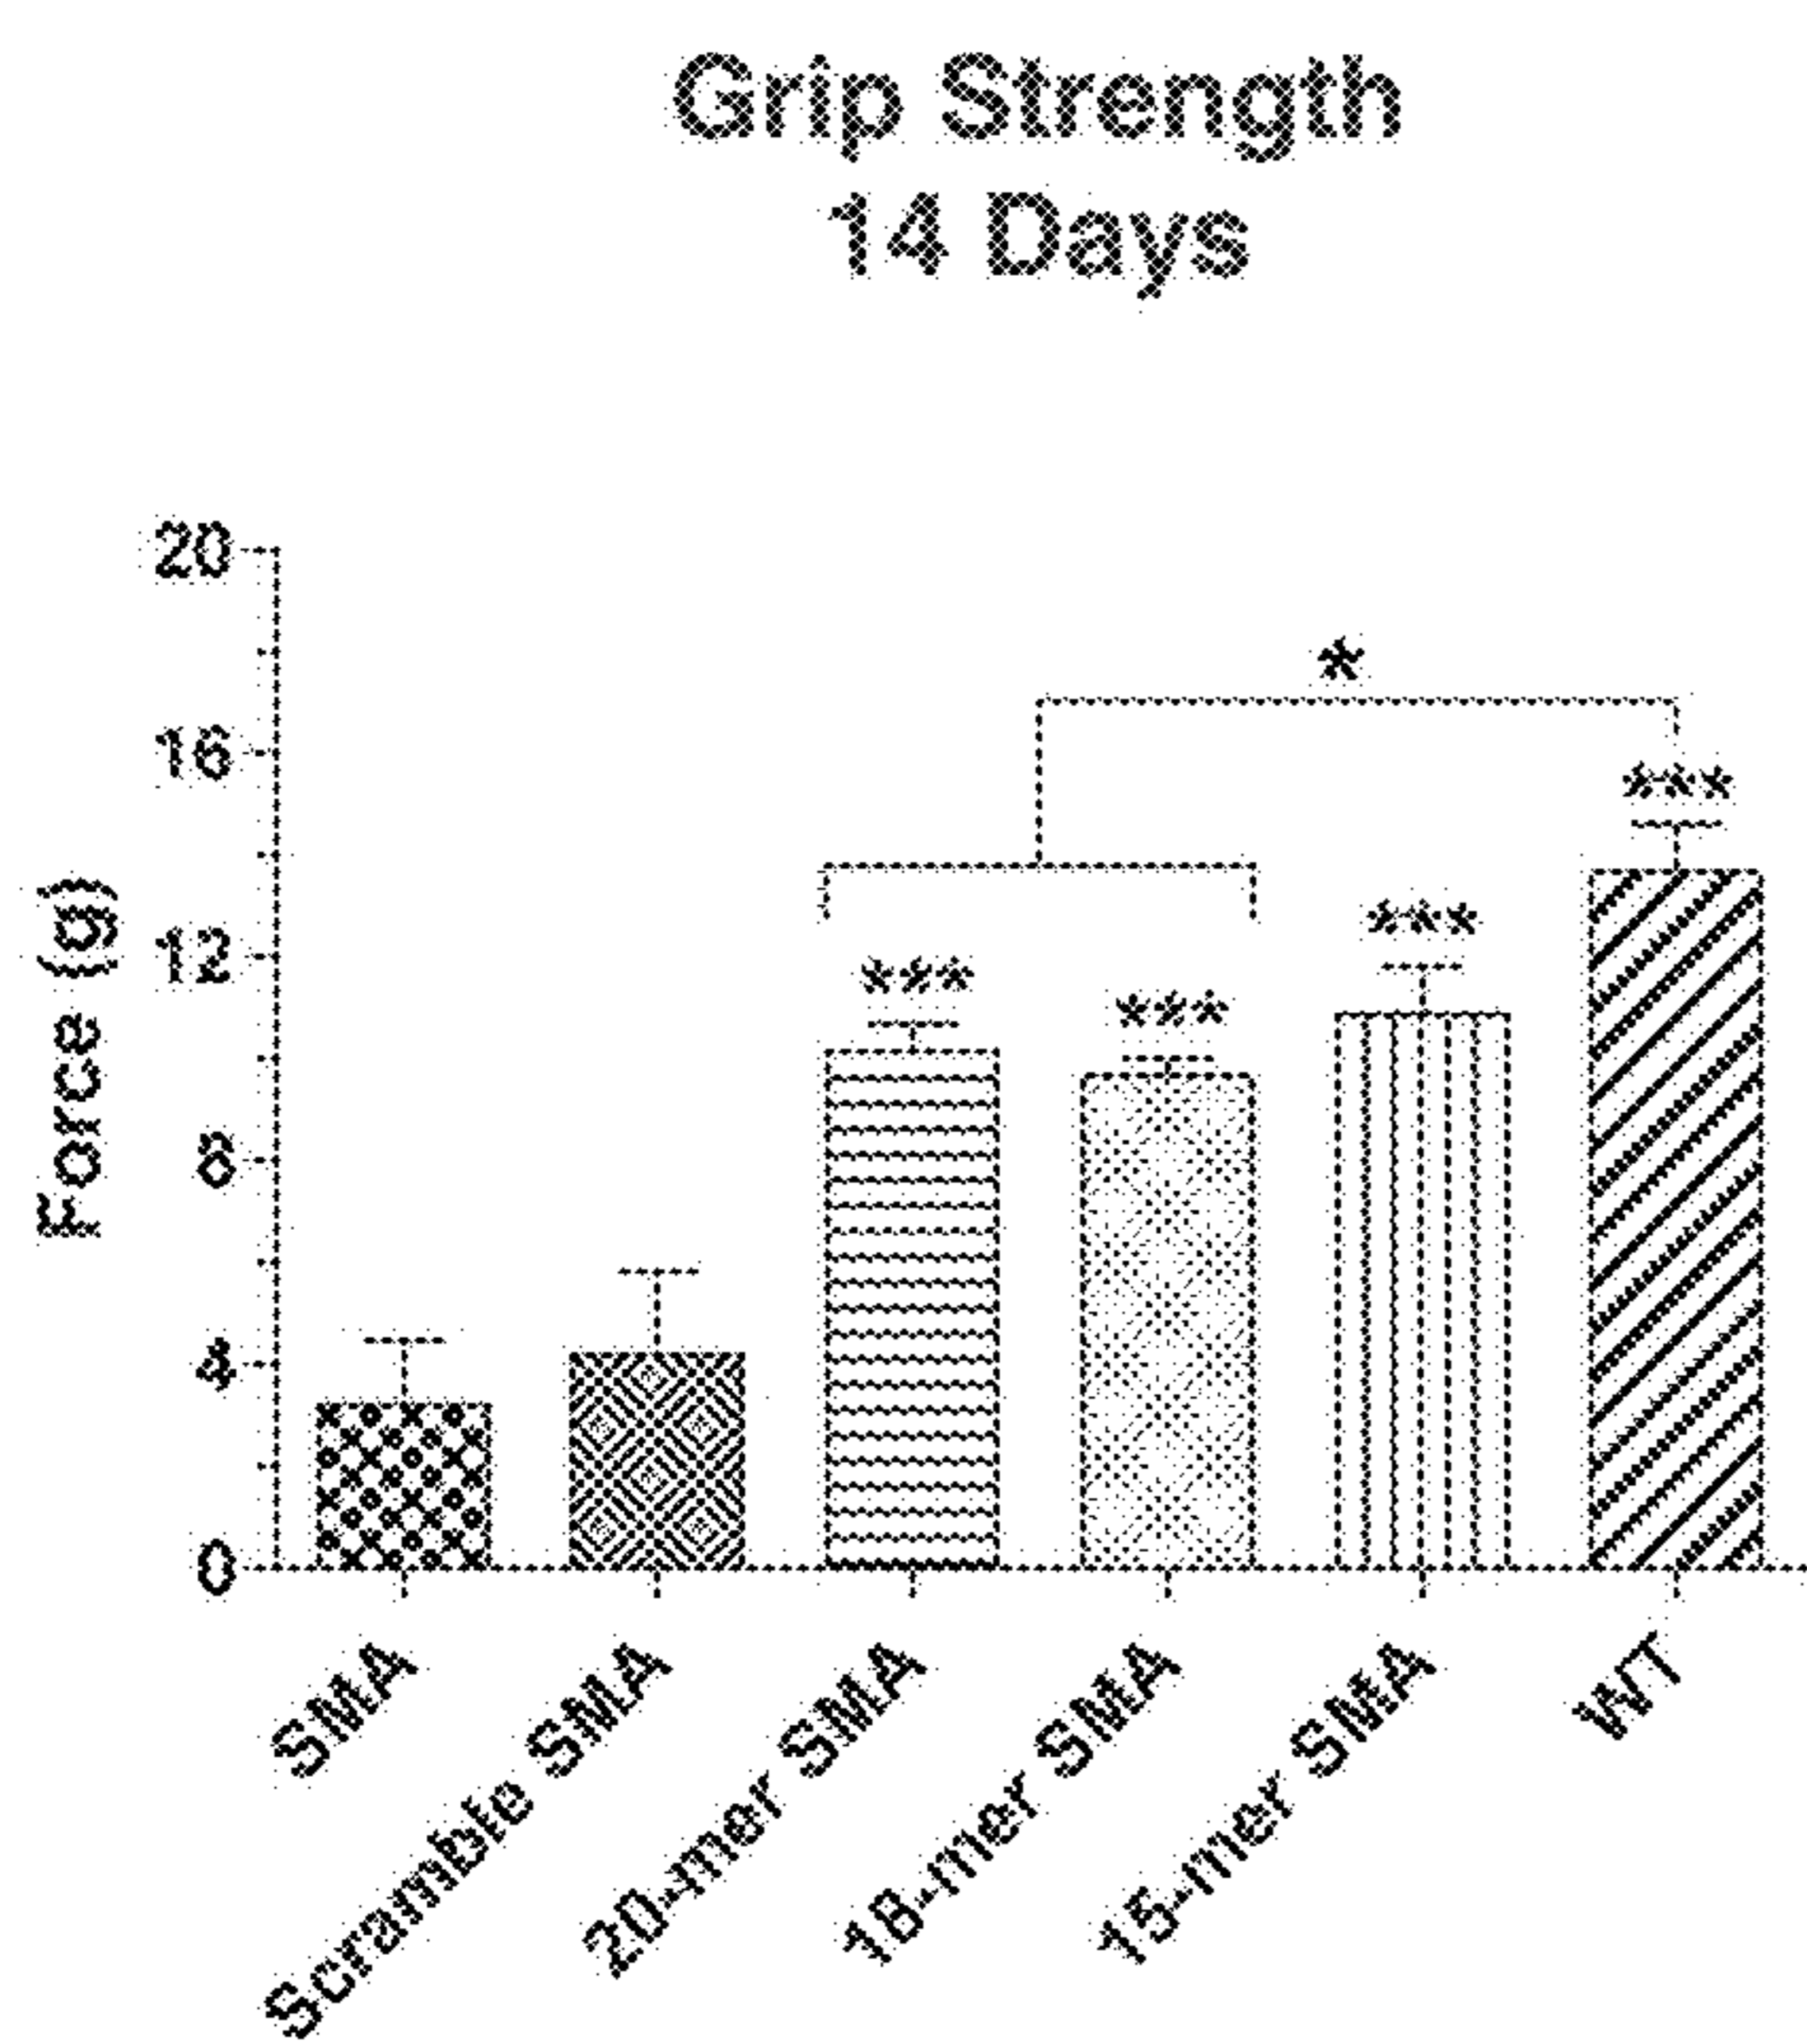 Grip Strength
14 Days
20
16
12
8
4
0
Force (g)
*
***
***
***
***
SMA
Scramble SMA
20-mer SMA
18-mer SMA
15-mer SMA
WT